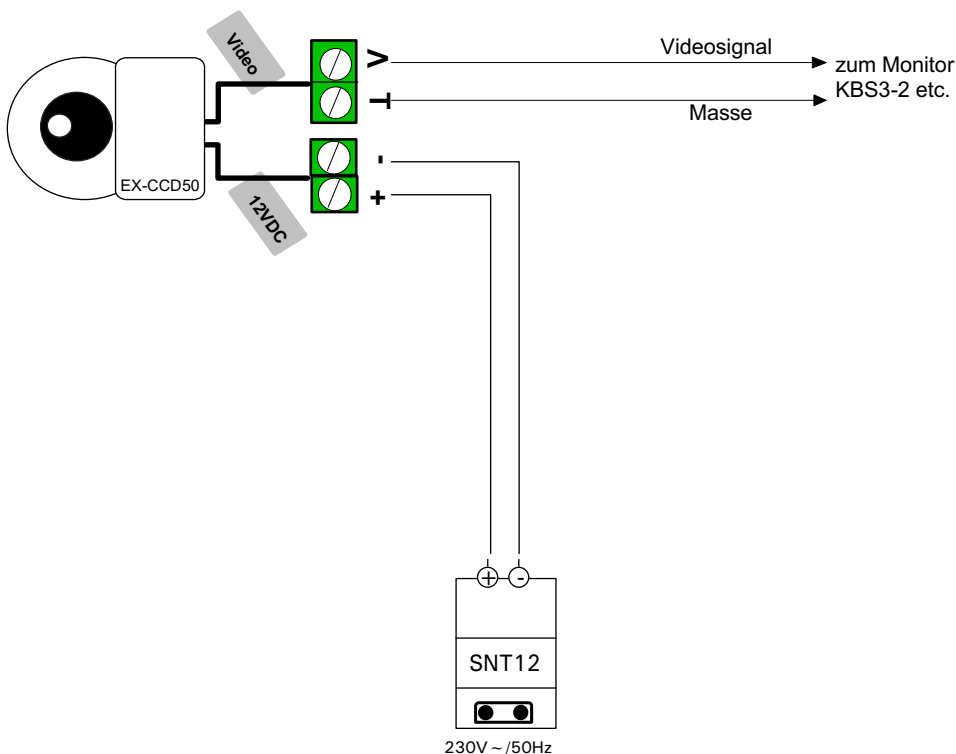 Video
V
Videosignal
zum Monitor
KBS3-2 etc.
Masse
-
+
EX-CCD50
12VDC
+ -
SNT12
230V ~ /50Hz